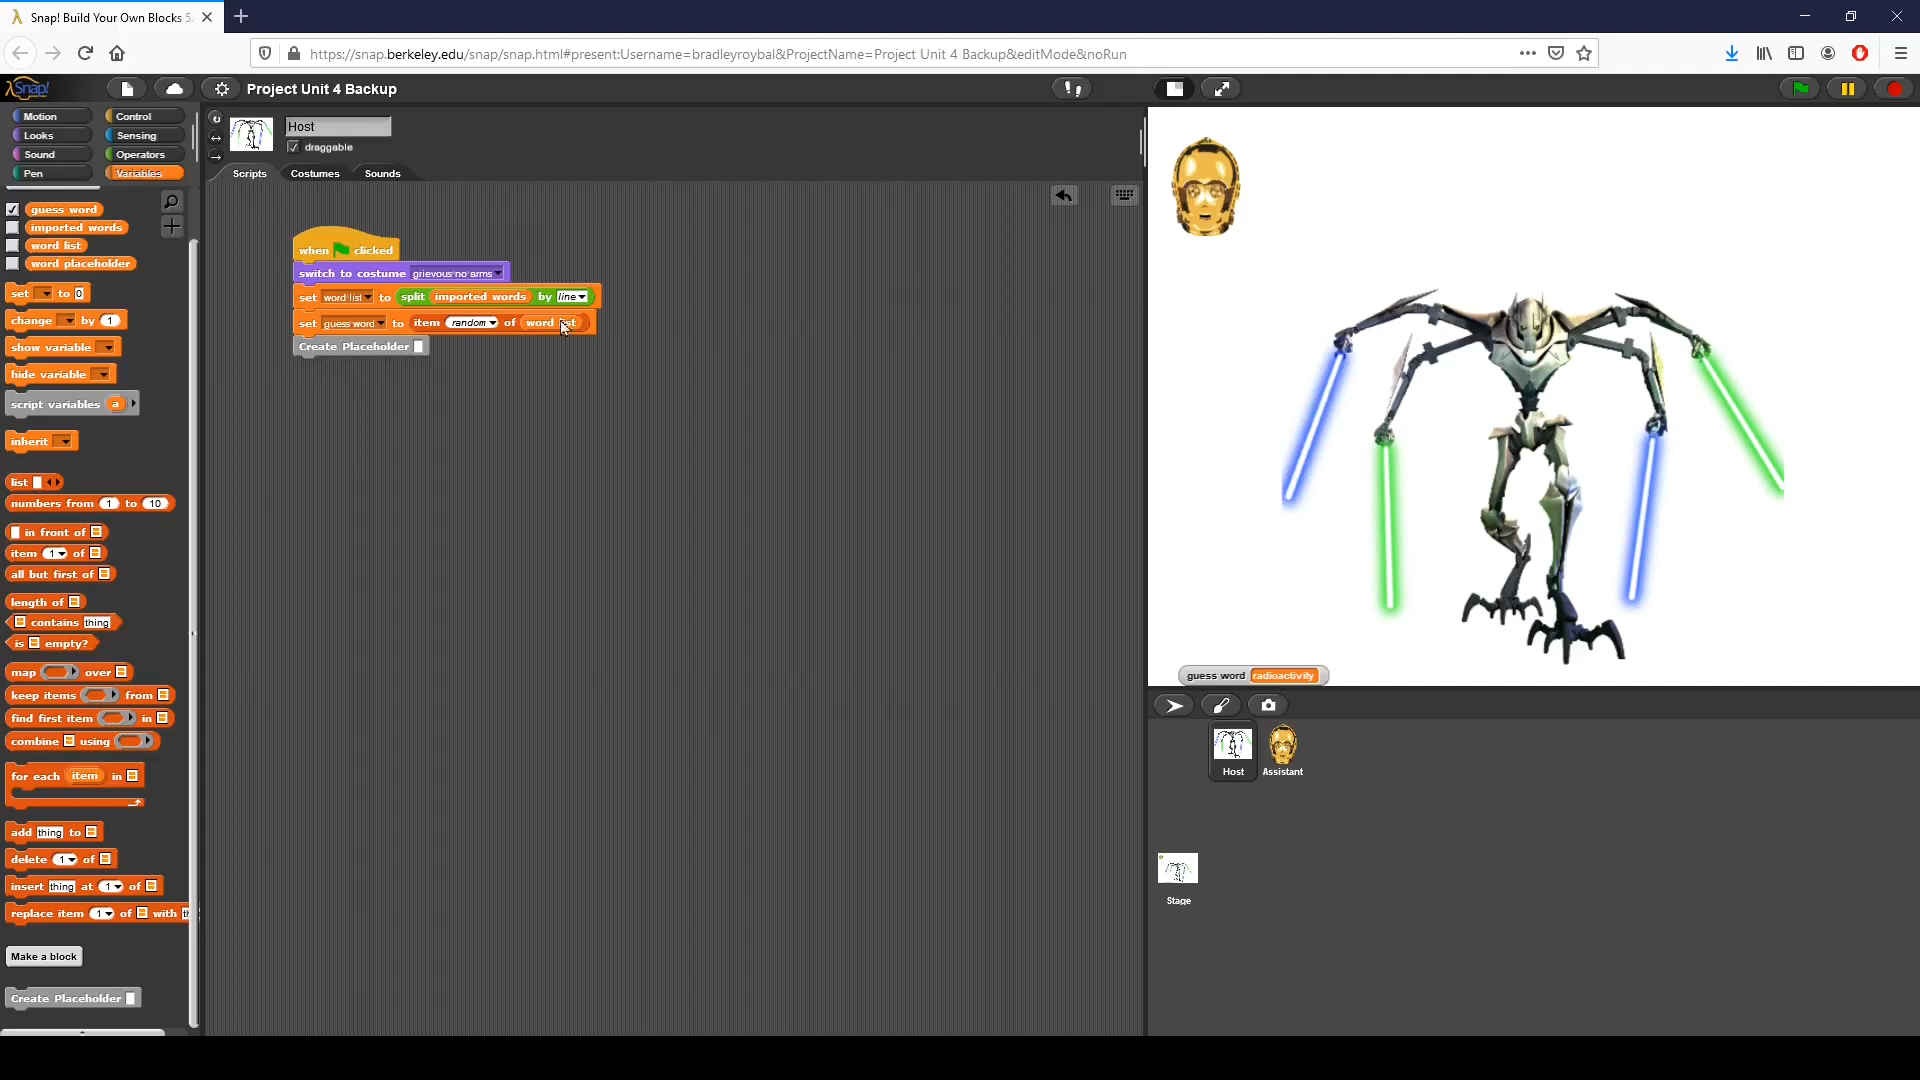 Snap! Build Your Own Blocks 5.
https://snap.berkeley.edu/snap/snap.html#present:Username=bradleyroybal&ProjectName=Project Unit 4 Backup&editMode&noRun
Snap!
Project Unit 4 Backup
Motion
Control
Looks
Sensing
Sound
Operators
Pen
Variables
Host
draggable
Scripts
Costumes
Sounds
guess word
imported words
word list
word placeholder
set to 0
change by 1
show variable
hide variable
script variables a
inherit
list
numbers from 1 to 10
in front of
item 1 of
all but first of
length of
contains thing
is empty?
map over
keep items from
find first item in
combine using
for each item in
add thing to
delete 1 of
insert thing at 1 of
replace item 1 of with th
Make a block
Create Placeholder
when clicked
switch to costume grievous no arms
set word list to split imported words by line
set guess word to item random of word list
Create Placeholder
guess word radioactivity
Host
Assistant
Stage